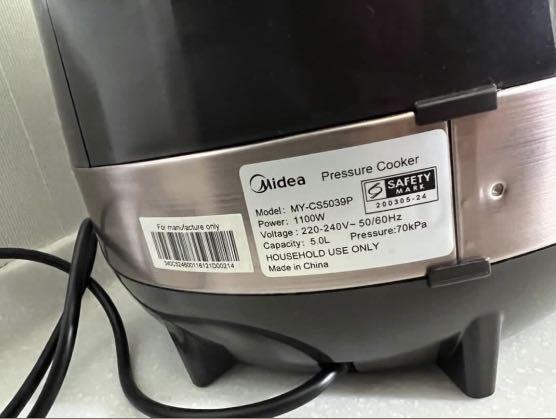 Midea Pressure Cooker
SAFETY
MARK
200305-24
Model: MY-CS5039P
Power: 1100W
Voltage : 220-240V~ 50/60Hz
Capacity: 5.0L Pressure:70kPa
HOUSEHOLD USE ONLY
Made in China
For manufacture only